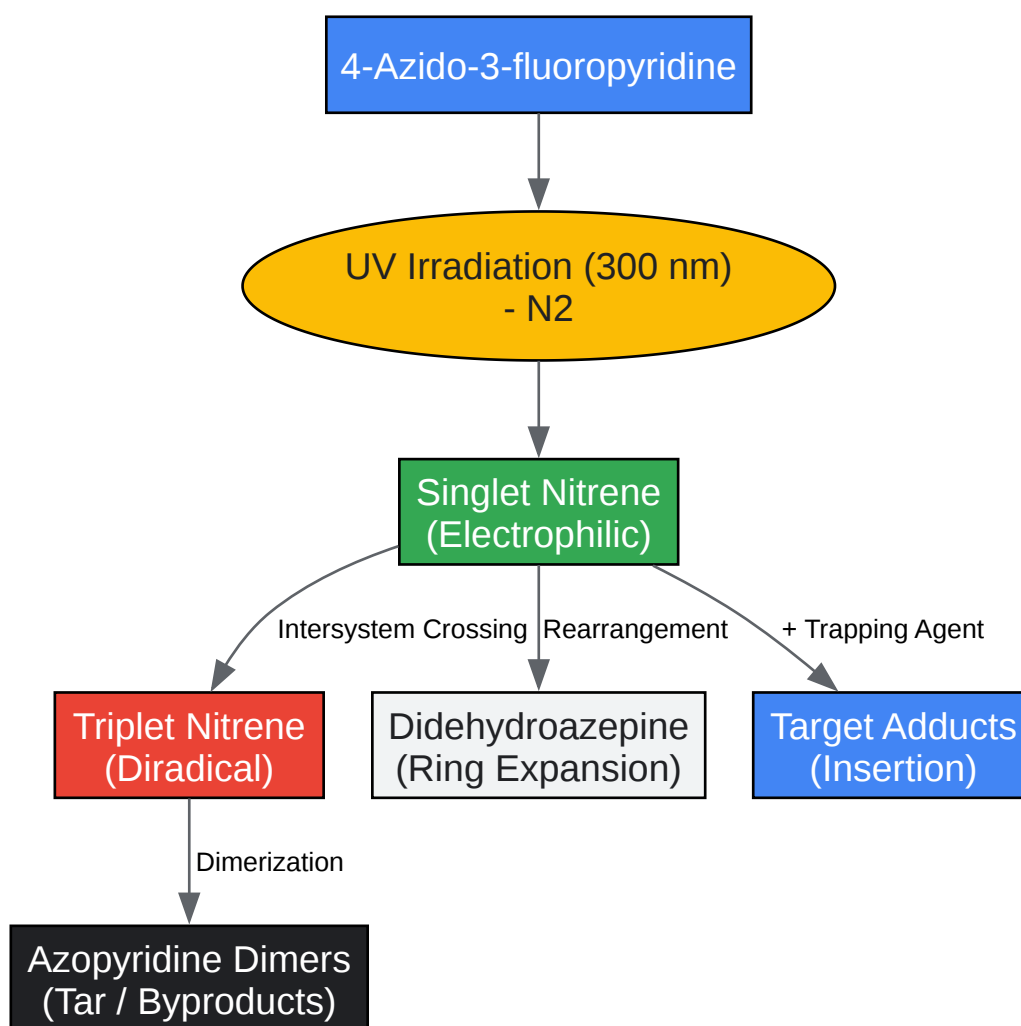 4-Azido-3-fluoropyridine
UV Irradiation (300 nm)
- N2
Singlet Nitrene
(Electrophilic)
Intersystem Crossing
Rearrangement
+ Trapping Agent
Triplet Nitrene
(Diradical)
Didehydroazepine
(Ring Expansion)
Target Adducts
(Insertion)
Dimerization
Azopyridine Dimers
(Tar / Byproducts)